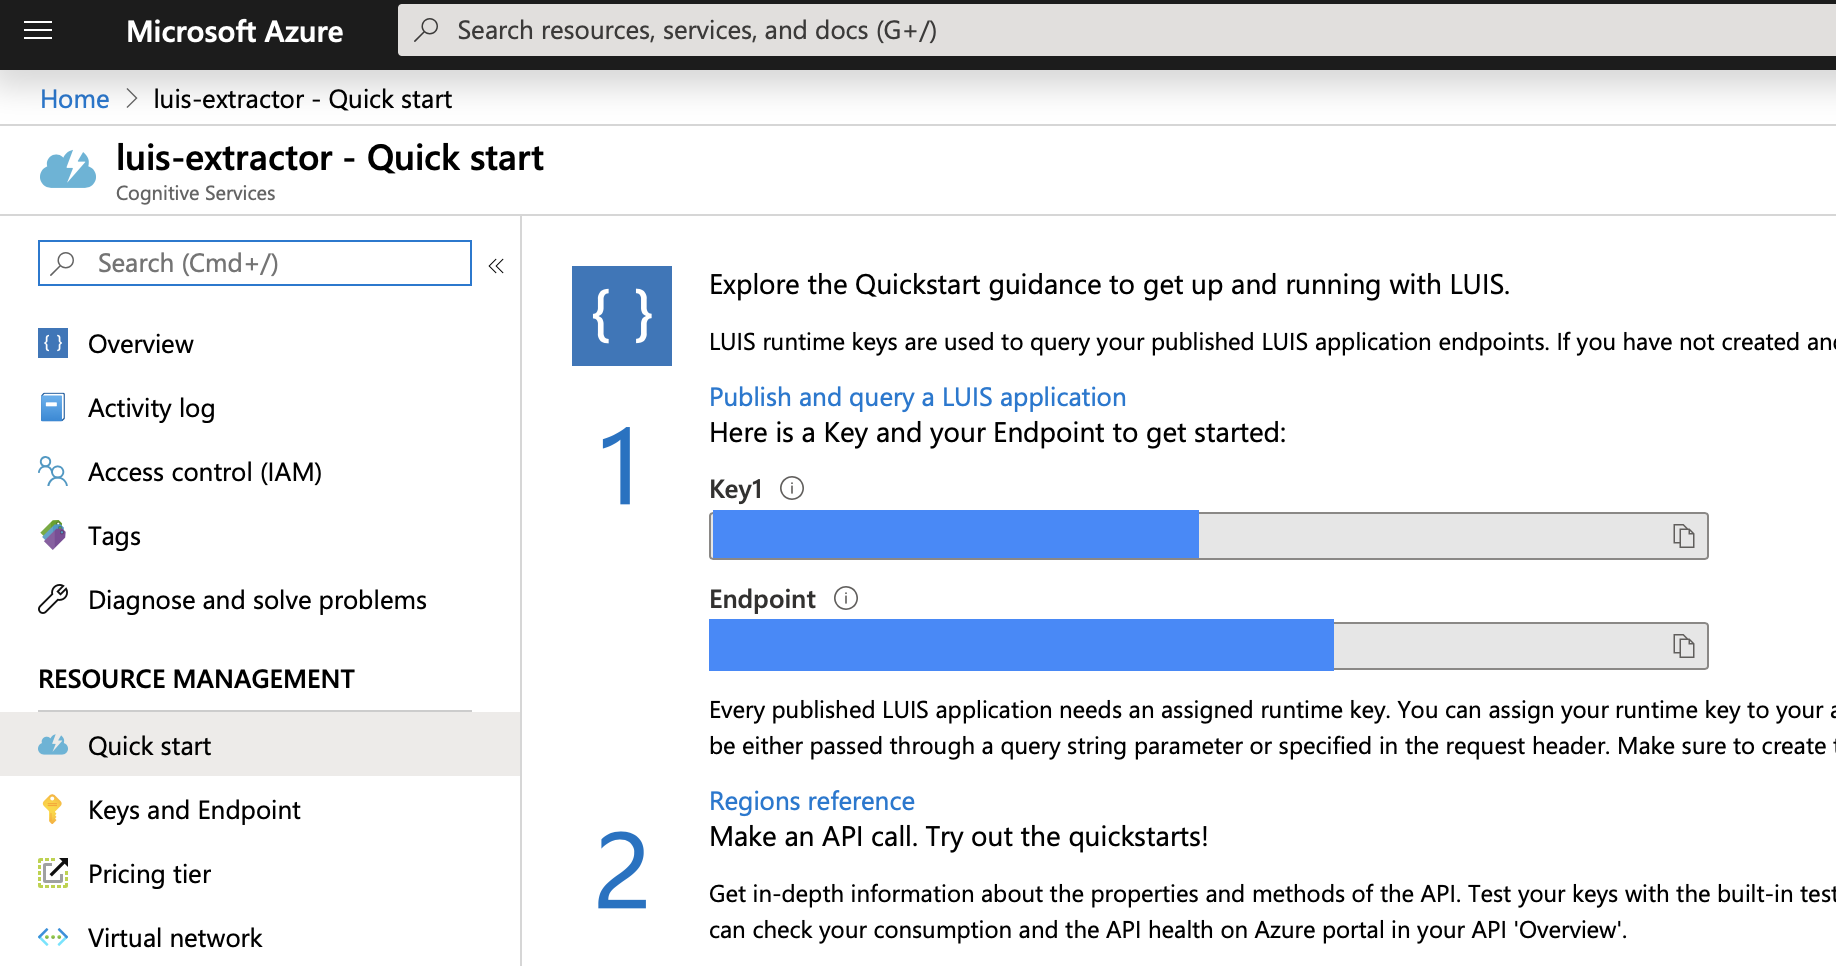 Microsoft Azure
Search resources, services, and docs (G+/)
Home > luis-extractor - Quick start
luis-extractor - Quick start
Cognitive Services
Search (Cmd+/)
«
Overview
Activity log
Access control (IAM)
Tags
Diagnose and solve problems
RESOURCE MANAGEMENT
Quick start
Keys and Endpoint
Pricing tier
Virtual network
{ }
Explore the Quickstart guidance to get up and running with LUIS.
LUIS runtime keys are used to query your published LUIS application endpoints. If you have not created
Publish and query a LUIS application
1
Here is a Key and your Endpoint to get started:
Key1
Endpoint
Every published LUIS application needs an assigned runtime key. You can assign your runtime key to your
be either passed through a query string parameter or specified in the request header. Make sure to create
Regions reference
2
Make an API call. Try out the quickstarts!
Get in-depth information about the properties and methods of the API. Test your keys with the built-in
can check your consumption and the API health on Azure portal in your API 'Overview'.